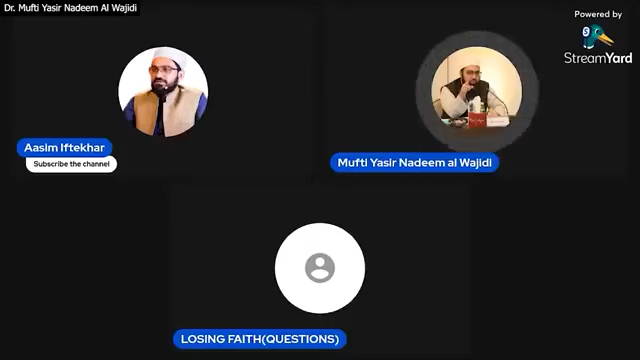 Dr. Mufti Yasir Nadeem Al Wajidi
Powered by
StreamYard
Aasim Iftekhar
Subscribe the channel
Mufti Yasir Nadeem al Wajidi
LOSING FAITH(QUESTIONS)